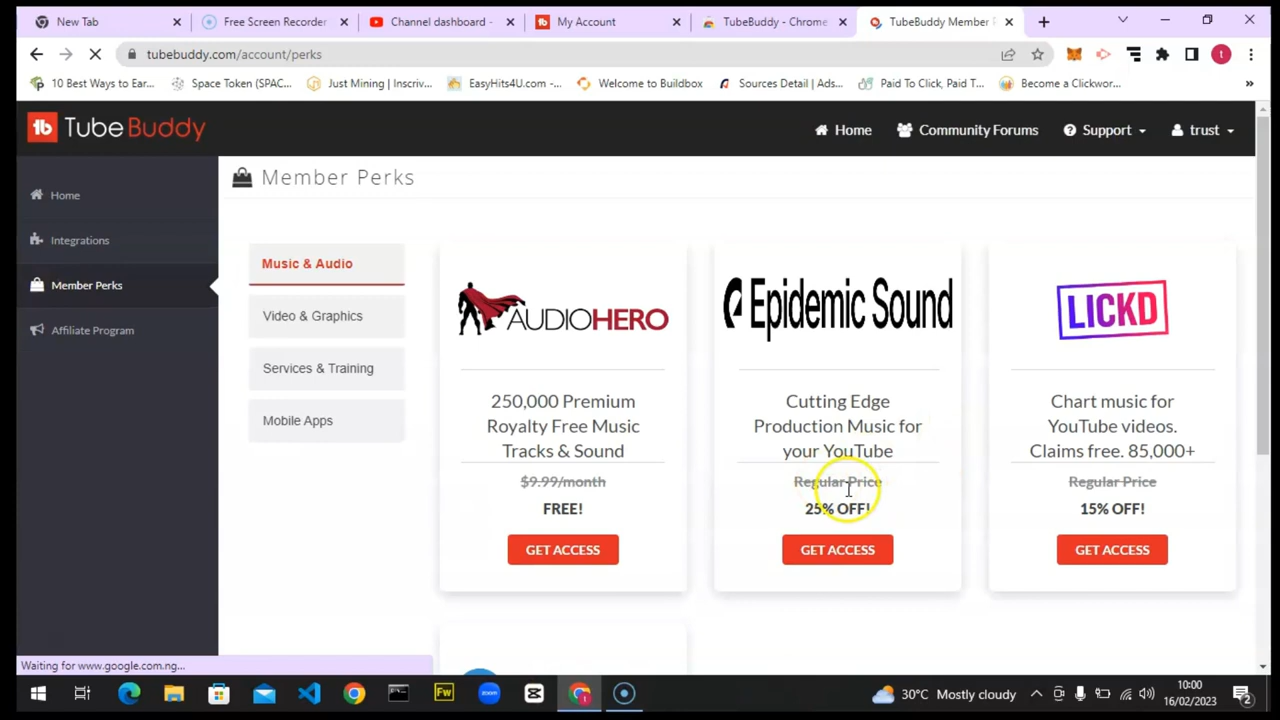 New Tab
Free Screen Recorder
Channel dashboard -
My Account
TubeBuddy - Chrome
TubeBuddy Member P
tubebuddy.com/account/perks
t
10 Best Ways to Ear...
Space Token (SPAC...
Just Mining | Inscriv...
EasyHits4U.com -...
Welcome to Buildbox
Sources Detail | Ads...
Paid To Click, Paid T...
Become a Clickwor...
»
tb TubeBuddy
Home
Community Forums
Support
trust
Home
Integrations
Member Perks
Affiliate Program
Member Perks
Music & Audio
Video & Graphics
Services & Training
Mobile Apps
AUDIOHERO
250,000 Premium
Royalty Free Music
Tracks & Sound
$9.99/month
FREE!
GET ACCESS
Epidemic Sound
Cutting Edge
Production Music for
your YouTube
Regular Price
25% OFF!
GET ACCESS
LICKD
Chart music for
YouTube videos.
Claims free. 85,000+
Regular Price
15% OFF!
GET ACCESS
Waiting for www.google.com.ng...
Fw
zoom
30°C Mostly cloudy
10:00
16/02/2023
2